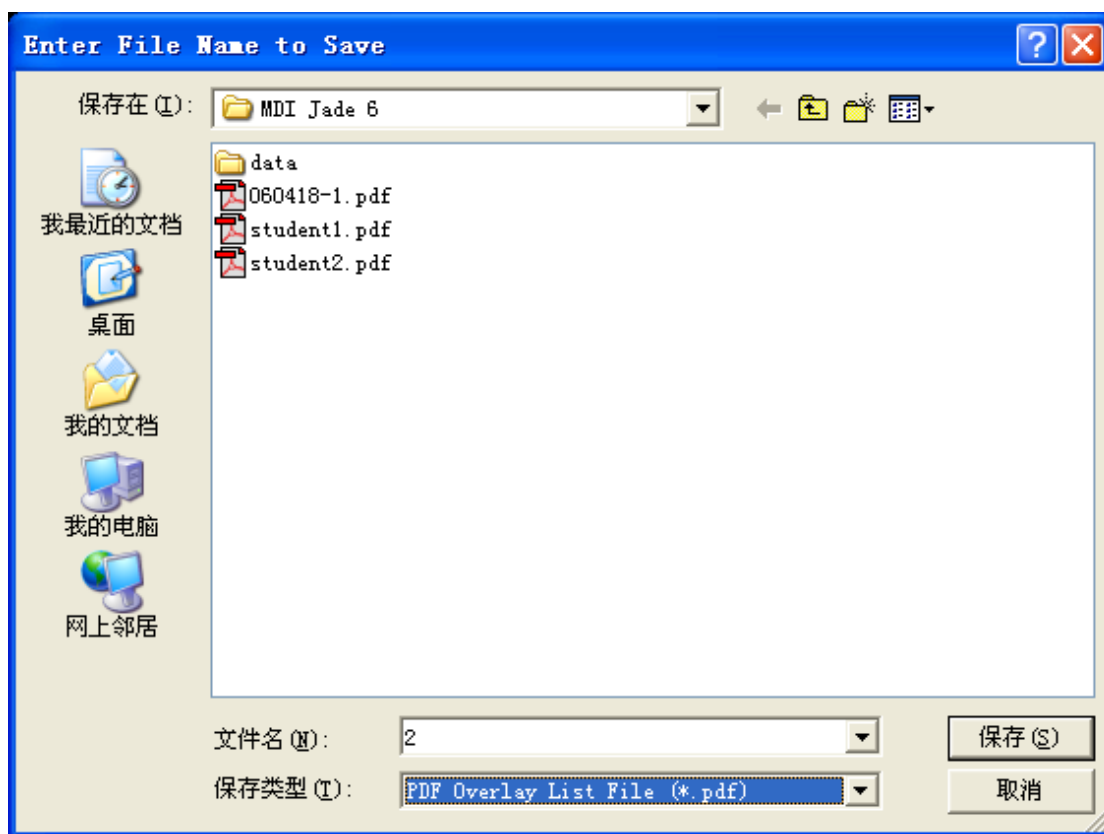 Enter File Name to Save
保存在(I):
MDI Jade 6
data
060418-1.pdf
student1.pdf
student2.pdf
我最近的文档
桌面
我的文档
我的电脑
网上邻居
文件名(N):
2
保存(S)
保存类型(T):
PDF Overlay List File (*.pdf)
取消